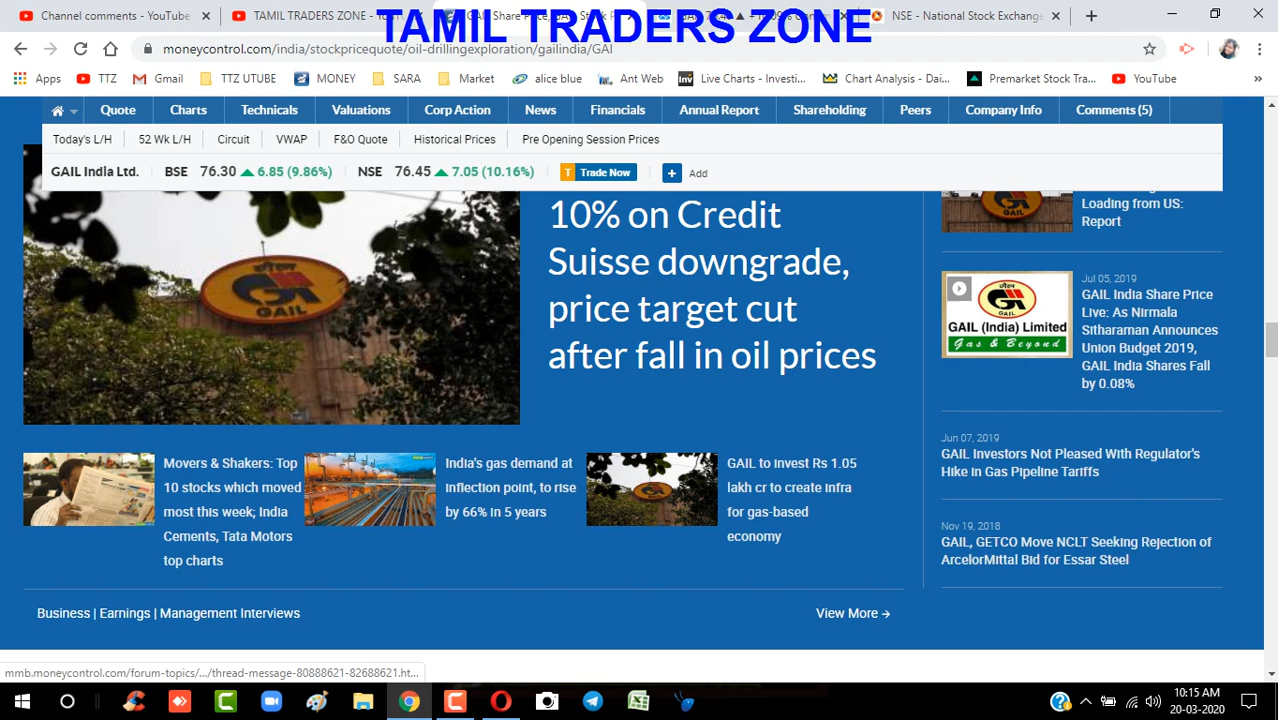 Channel comments - YouTube
TAMIL TRADERS ZONE -
NSE - National Stock Exchange
TAMIL TRADERS ZONE
moneycontrol.com/india/stockpricequote/oil-drillingexploration/gailindia/GAI
Apps TTZ Gmail TTZ UTUBE MONEY SARA Market alice blue Ant Web Live Charts - Investi... Chart Analysis - Dai... Premarket Stock Tra... YouTube »
Quote Charts Technicals Valuations Corp Action News Financials Annual Report Shareholding Peers Company Info Comments (5)
Today's L/H 52 Wk L/H Circuit VWAP F&O Quote Historical Prices Pre Opening Session Prices
GAIL India Ltd. BSE 76.30 6.85 (9.86%) NSE 76.45 7.05 (10.16%) T Trade Now + Add
10% on Credit
Suisse downgrade,
price target cut
after fall in oil prices
GAIL
Loading from US:
Report
GAIL (India) Limited
Gas & Beyond
Jul 05, 2019
GAIL India Share Price
Live: As Nirmala
Sitharaman Announces
Union Budget 2019,
GAIL India Shares Fall
by 0.08%
Jun 07, 2019
GAIL Investors Not Pleased With Regulator's
Hike in Gas Pipeline Tariffs
Nov 19, 2018
GAIL, GETCO Move NCLT Seeking Rejection of
ArcelorMittal Bid for Essar Steel
Movers & Shakers: Top
10 stocks which moved
most this week; India
Cements, Tata Motors
top charts
India's gas demand at
inflection point, to rise
by 66% in 5 years
GAIL to invest Rs 1.05
lakh cr to create infra
for gas-based
economy
Business | Earnings | Management Interviews
View More →
mmb.moneycontrol.com/forum-topics/.../thread-message-80888621-82688621.ht...
10:15 AM
20-03-2020